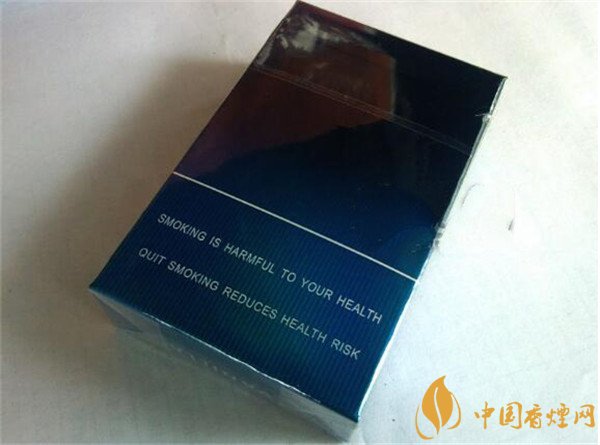 SMOKING IS HARMFUL TO YOUR HEALTH
QUIT SMOKING REDUCES HEALTH RISK
中国香烟网